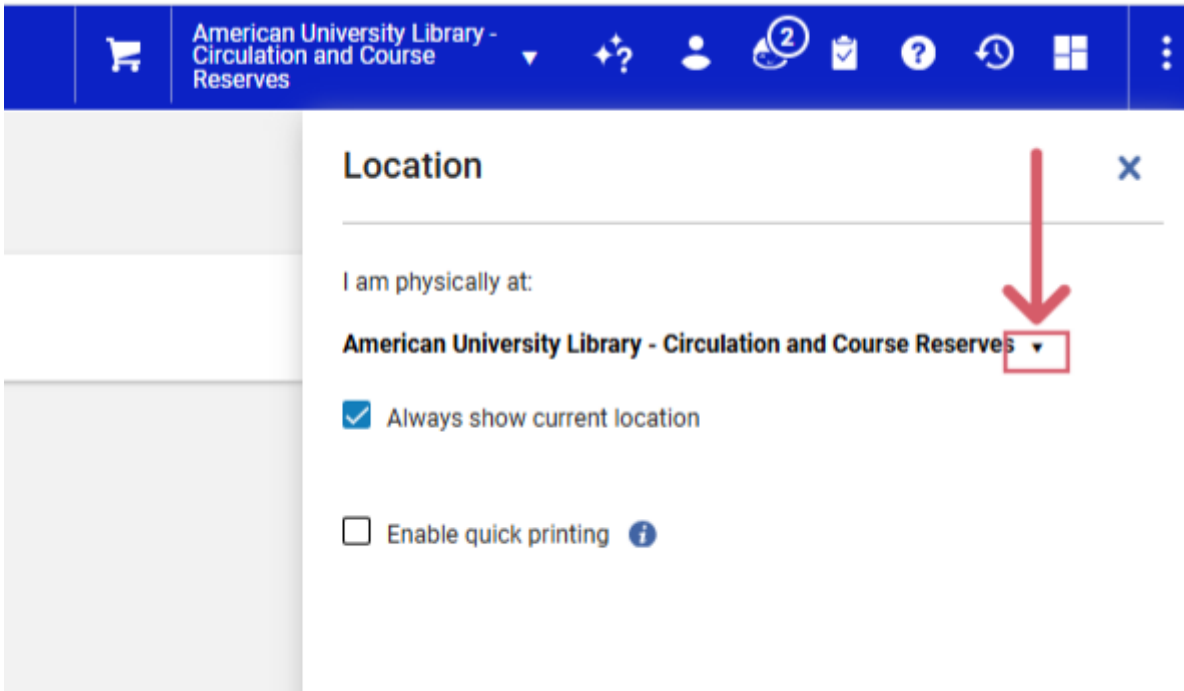 American University Library -
Circulation and Course
Reserves
2
Location
I am physically at:
American University Library - Circulation and Course Reserves
Always show current location
Enable quick printing